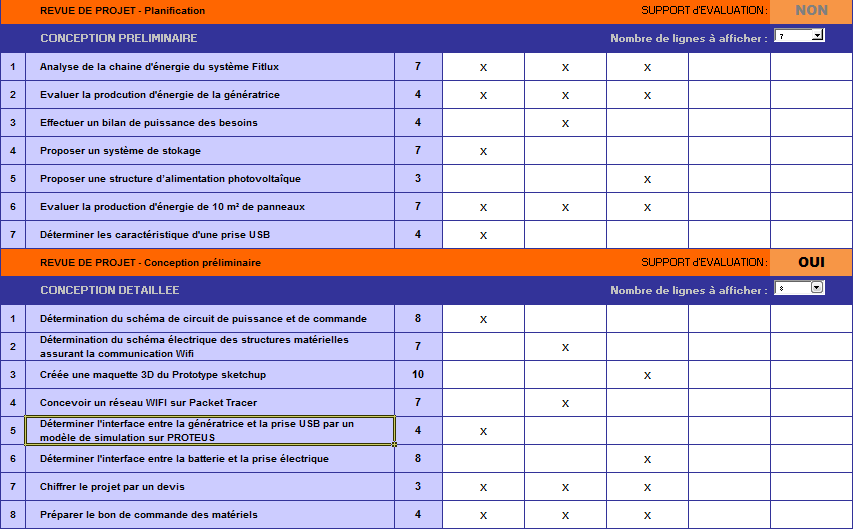 REVUE DE PROJET - Planification SUPPORT d'EVALUATION : NON
CONCEPTION PRELIMINAIRE Nombre de lignes à afficher : 7
1 Analyse de la chaine d'énergie du système Fitlux 7 x x x
2 Evaluer la prodcution d'énergie de la génératrice 4 x x x
3 Effectuer un bilan de puissance des besoins 4 x
4 Proposer un système de stokage 7 x
5 Proposer une structure d'alimentation photovoltaîque 3 x
6 Evaluer la production d'énergie de 10 m² de panneaux 7 x x x
7 Déterminer les caractéristique d'une prise USB 4 x
REVUE DE PROJET - Conception préliminaire SUPPORT d'EVALUATION : OUI
CONCEPTION DETAILLEE Nombre de lignes à afficher : 8
1 Détermination du schéma de circuit de puissance et de commande 8 x
2 Détermination du schéma électrique des structures matérielles
assurant la communication Wifi 7 x
3 Créée une maquette 3D du Prototype sketchup 10 x
4 Concevoir un réseau WIFI sur Packet Tracer 7 x
5 Déterminer l'interface entre la génératrice et la prise USB par un
modèle de simulation sur PROTEUS 4 x
6 Déterminer l'interface entre la batterie et la prise électrique 8 x
7 Chiffrer le projet par un devis 3 x x x
8 Préparer le bon de commande des matériels 4 x x x